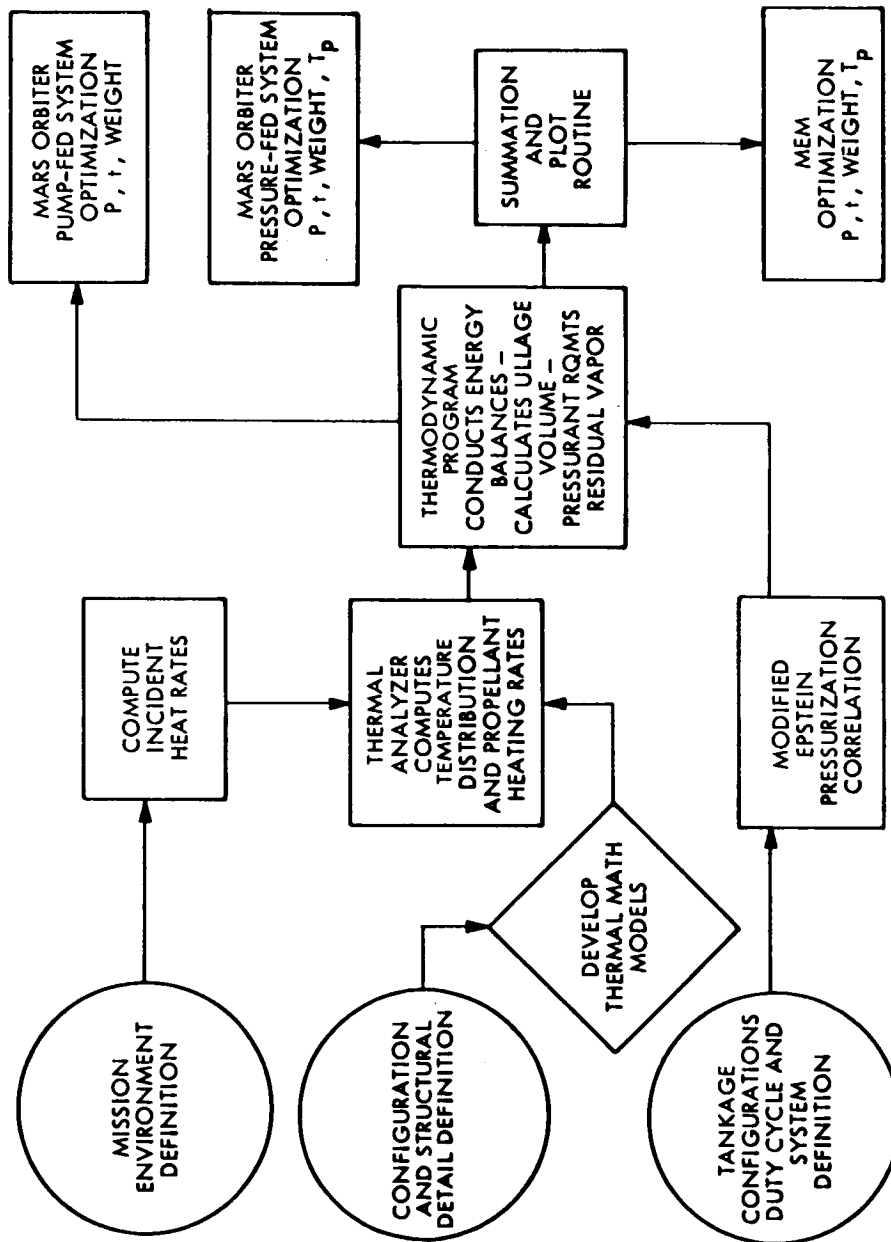 MISSION
ENVIRONMENT
DEFINITION
COMPUTE
INCIDENT
HEAT RATES
CONFIGURATION
AND STRUCTURAL
DETAIL DEFINITION
DEVELOP
THERMAL MATH
MODELS
THERMAL
ANALYZER
COMPUTES
TEMPERATURE
DISTRIBUTION
AND PROPELLANT
HEATING RATES
TANKAGE
CONFIGURATIONS
DUTY CYCLE AND
SYSTEM
DEFINITION
MODIFIED
EPSTEIN
PRESSURIZATION
CORRELATION
THERMODYNAMIC
PROGRAM
CONDUCTS ENERGY
BALANCES –
CALCULATES ULLAGE
VOLUME –
PRESSURANT RQMTS
RESIDUAL VAPOR
SUMMATION
AND
PLOT
ROUTINE
MARS ORBITER
PUMP-FED SYSTEM
OPTIMIZATION
P, t, WEIGHT
MARS ORBITER
PRESSURE-FED SYSTEM
OPTIMIZATION
P, t, WEIGHT, Tp
MEM
OPTIMIZATION
P, t, WEIGHT, Tp